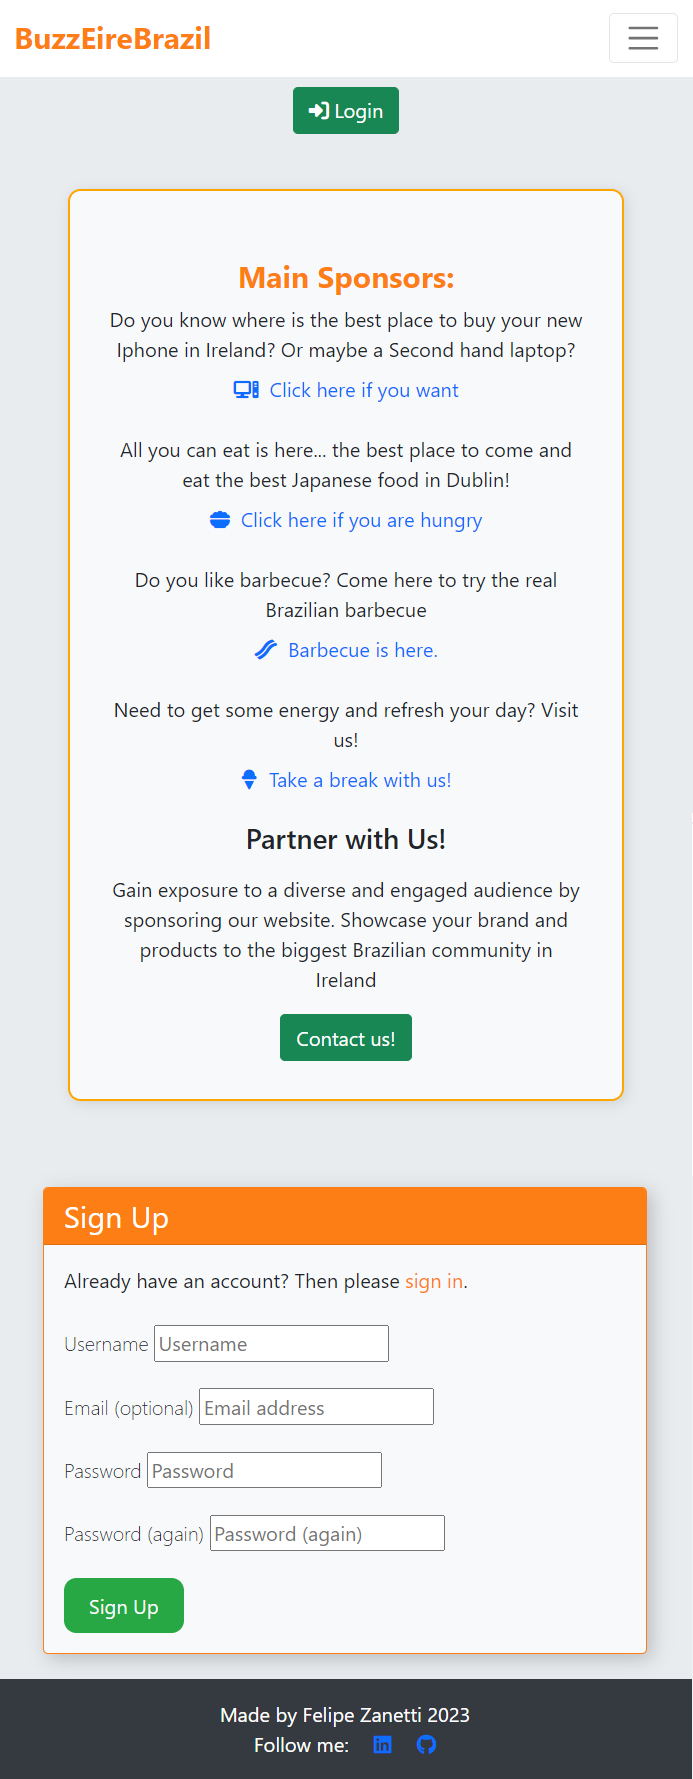 BuzzEireBrazil
Login
Main Sponsors:
Do you know where is the best place to buy your new
Iphone in Ireland? Or maybe a Second hand laptop?
Click here if you want
All you can eat is here... the best place to come and
eat the best Japanese food in Dublin!
Click here if you are hungry
Do you like barbecue? Come here to try the real
Brazilian barbecue
Barbecue is here.
Need to get some energy and refresh your day? Visit
us!
Take a break with us!
Partner with Us!
Gain exposure to a diverse and engaged audience by
sponsoring our website. Showcase your brand and
products to the biggest Brazilian community in
Ireland
Contact us!
Sign Up
Already have an account? Then please sign in.
Username Username
Email (optional) Email address
Password Password
Password (again) Password (again)
Sign Up
Made by Felipe Zanetti 2023
Follow me: